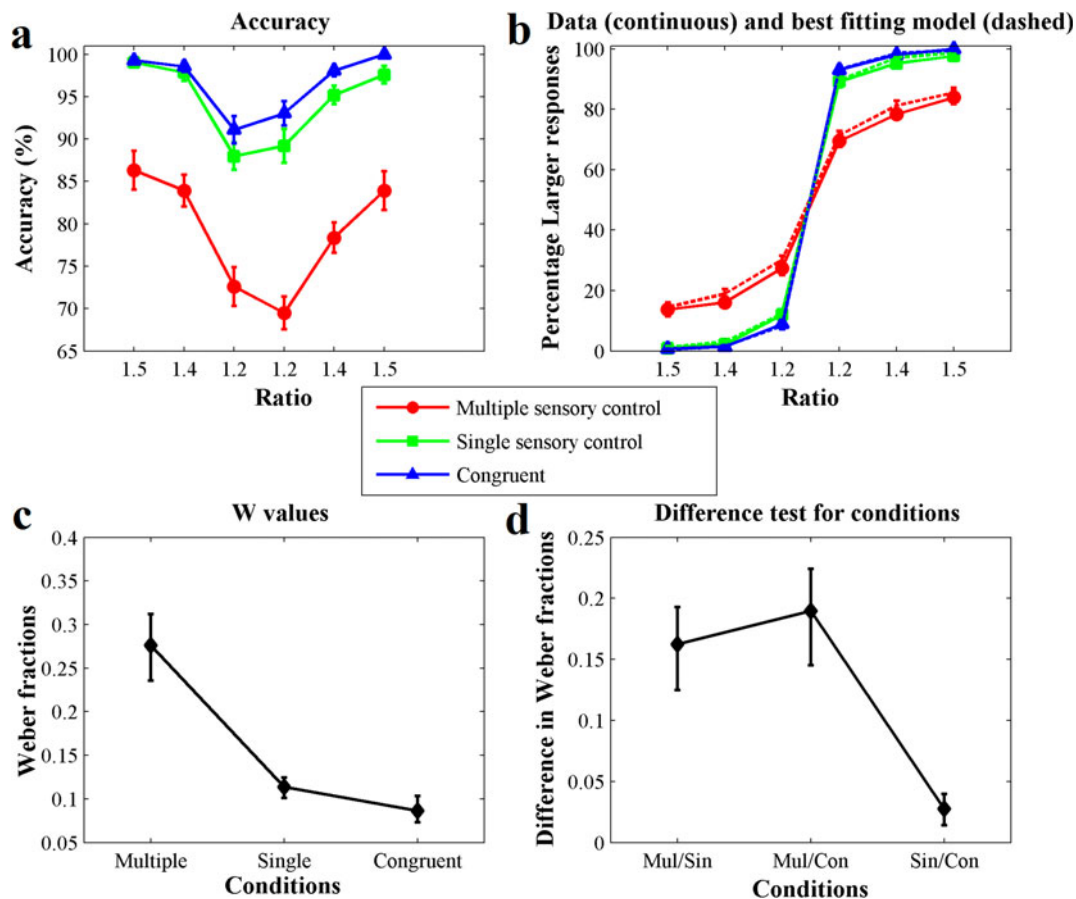 a
Accuracy
100
95
90
85
80
75
70
65
Accuracy (%)
1.5 1.4 1.2 1.2 1.4 1.5
Ratio
b
Data (continuous) and best fitting model (dashed)
100
80
60
40
20
0
Percentage Larger responses
1.5 1.4 1.2 1.2 1.4 1.5
Ratio
Multiple sensory control
Single sensory control
Congruent
c
W values
0.4
0.35
0.3
0.25
0.2
0.15
0.1
0.05
Weber fractions
Multiple Single Congruent
Conditions
d
Difference test for conditions
0.25
0.2
0.15
0.1
0.05
0
Difference in Weber fractions
Mul/Sin Mul/Con Sin/Con
Conditions